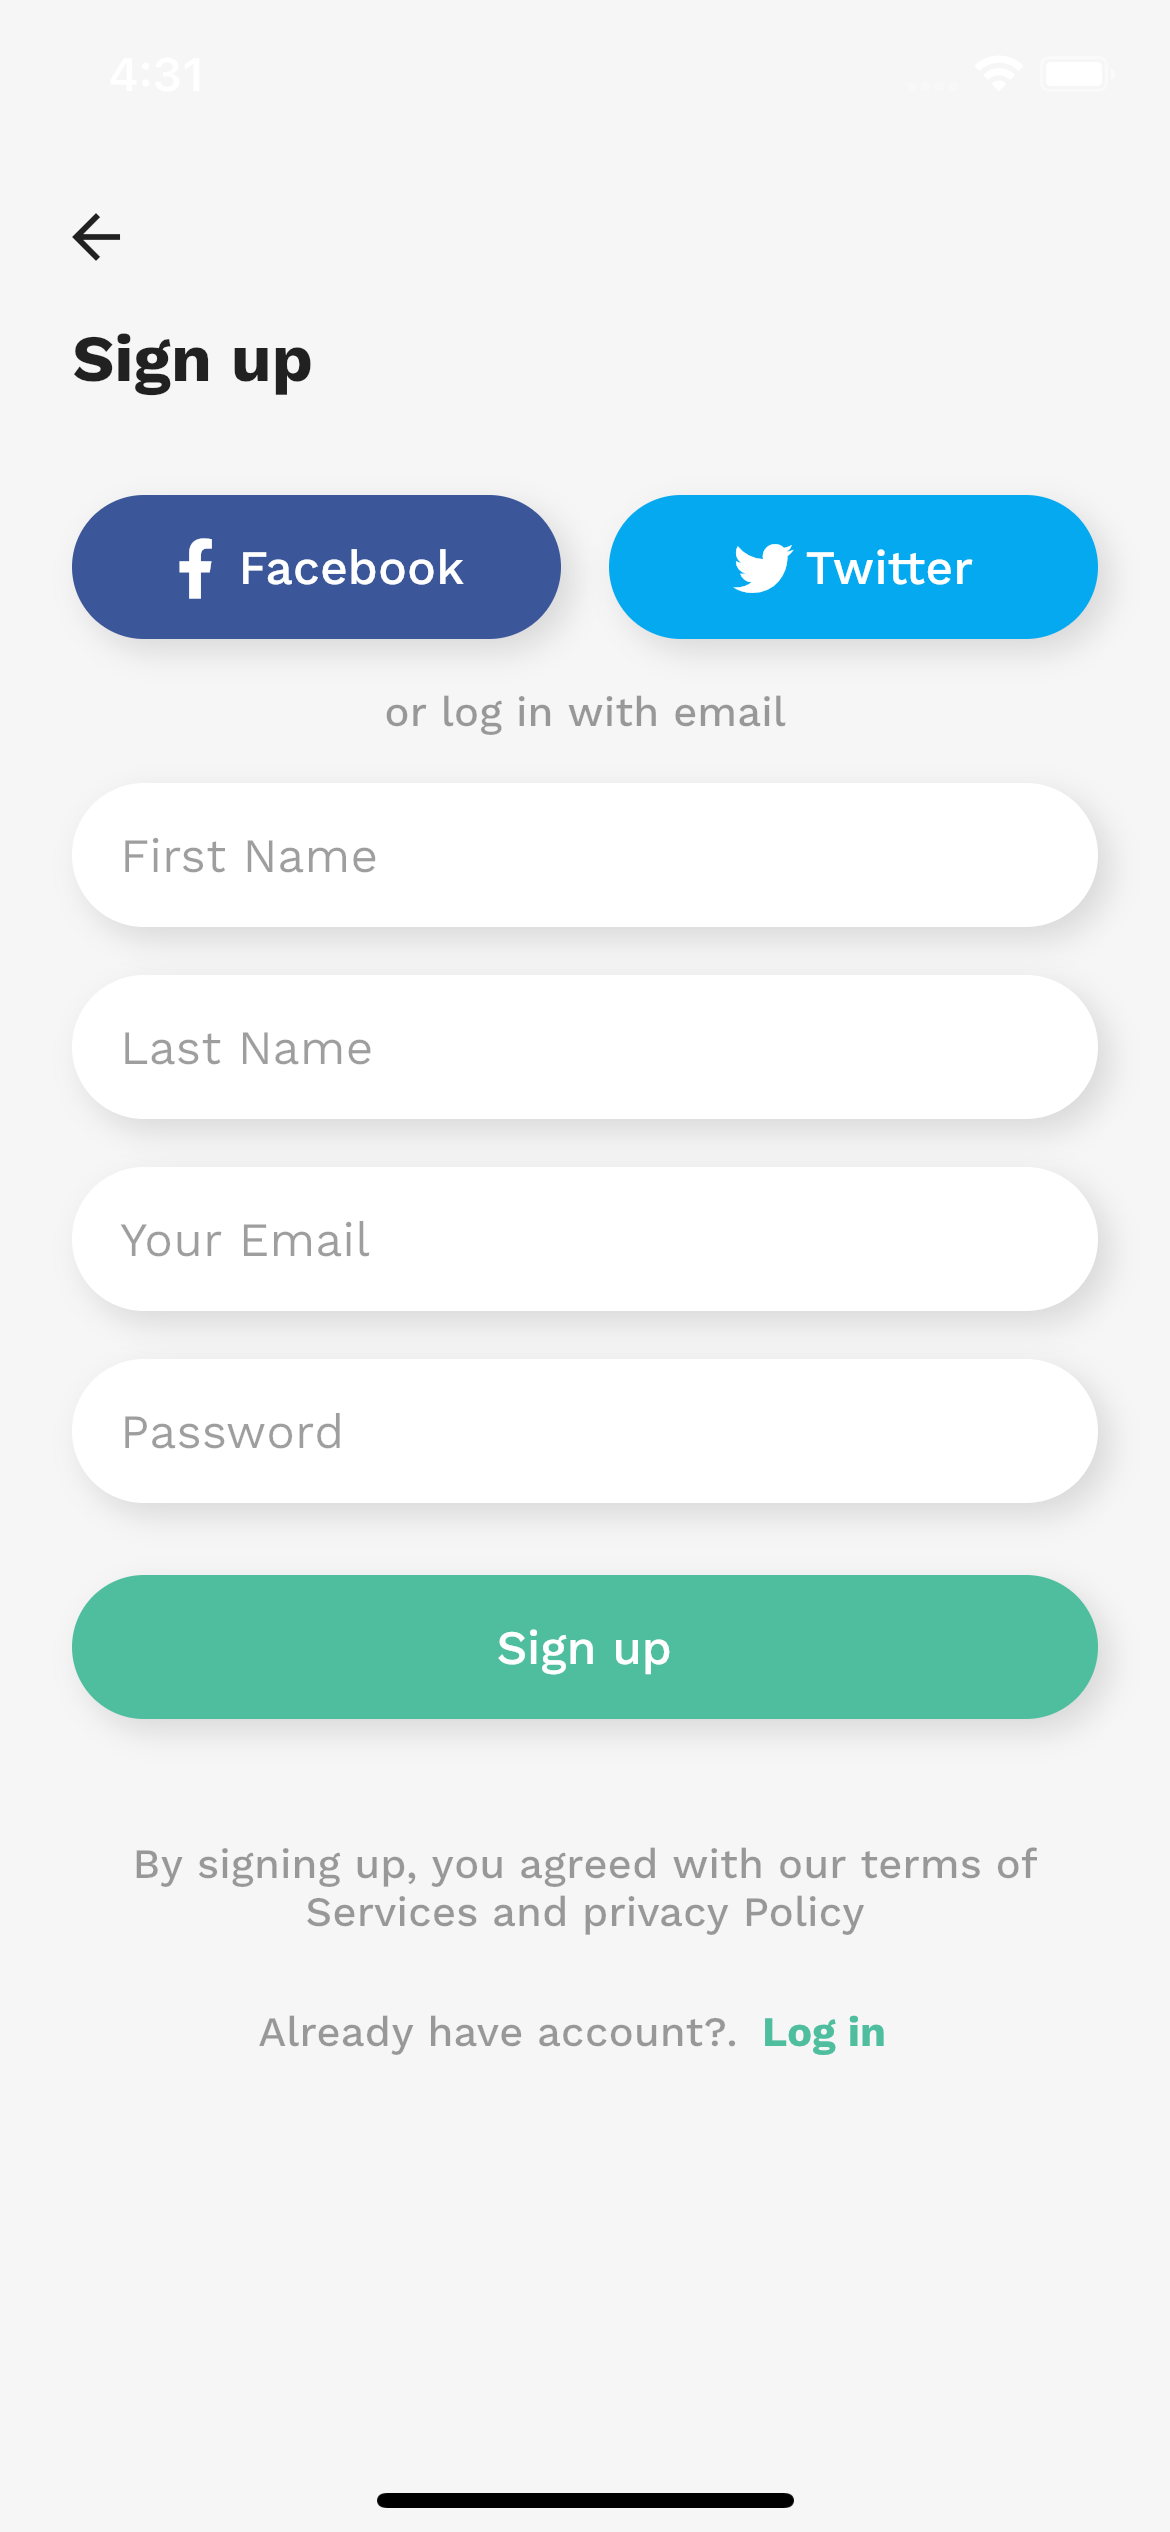 4:31
Sign up
Facebook
Twitter
or log in with email
First Name
Last Name
Your Email
Password
Sign up
By signing up, you agreed with our terms of
Services and privacy Policy
Already have account?. Log in